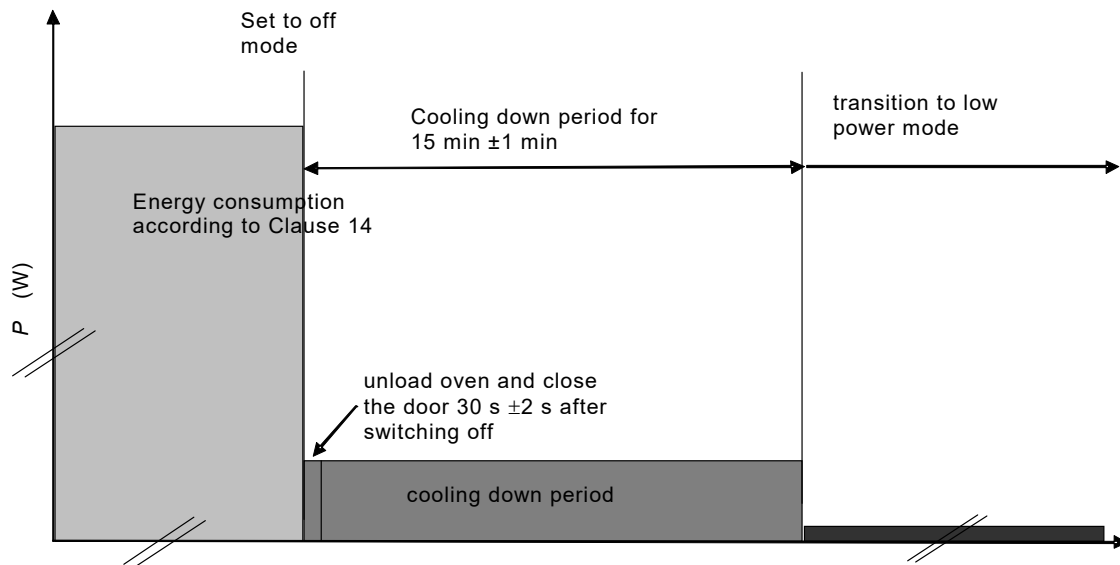 Set to off
mode
Cooling down period for
15 min ±1 min
transition to low
power mode
Energy consumption
according to Clause 14
P (W)
unload oven and close
the door 30 s ±2 s after
switching off
cooling down period